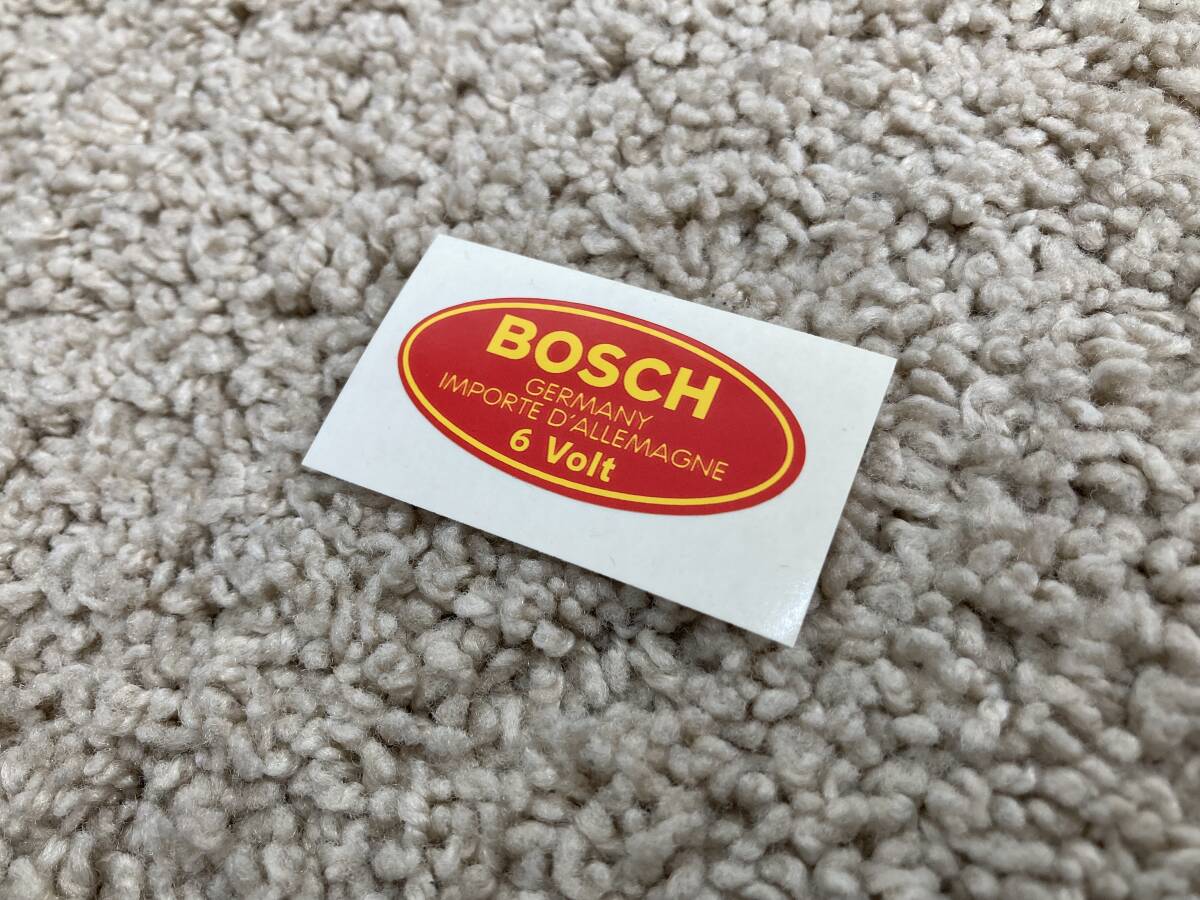 BOSCH
GERMANY
IMPORTE D'ALLEMAGNE
6 Volt